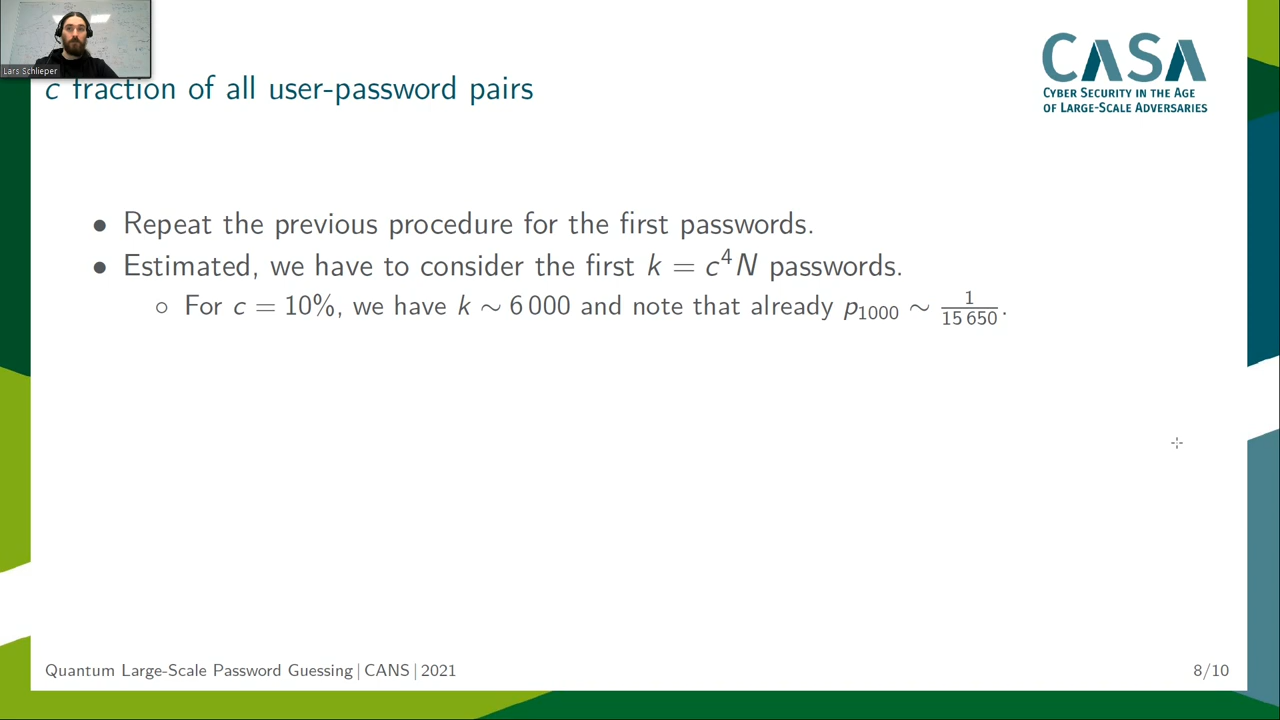 Lars Schlieper
c fraction of all user-password pairs
CASA
CYBER SECURITY IN THE AGE
OF LARGE-SCALE ADVERSARIES
• Repeat the previous procedure for the first passwords.
• Estimated, we have to consider the first k = c⁴N passwords.
○ For c = 10%, we have k ∼ 6 000 and note that already p₁₀₀₀ ∼ 1/15 650.
Quantum Large-Scale Password Guessing | CANS | 2021
8/10